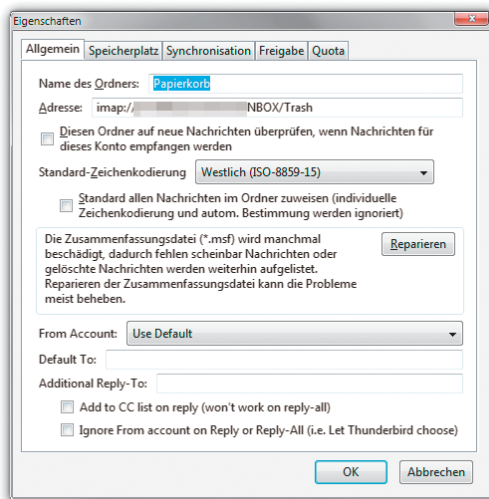 Eigenschaften
Allgemein Speicherplatz Synchronisation Freigabe Quota
Name des Ordners: Papierkorb
Adresse: imap:/ NBOX/Trash
Diesen Ordner auf neue Nachrichten überprüfen, wenn Nachrichten für
dieses Konto empfangen werden
Standard-Zeichenkodierung Westlich (ISO-8859-15)
Standard allen Nachrichten im Ordner zuweisen (individuelle
Zeichenkodierung und autom. Bestimmung werden ignoriert)
Die Zusammenfassungsdatei (*.msf) wird manchmal
beschädigt, dadurch fehlen scheinbar Nachrichten oder
gelöschte Nachrichten werden weiterhin aufgelistet.
Reparieren der Zusammenfassungsdatei kann die Probleme
meist beheben.
Reparieren
From Account: Use Default
Default To:
Additional Reply-To:
Add to CC list on reply (won't work on reply-all)
Ignore From account on Reply or Reply-All (i.e. Let Thunderbird choose)
OK Abbrechen